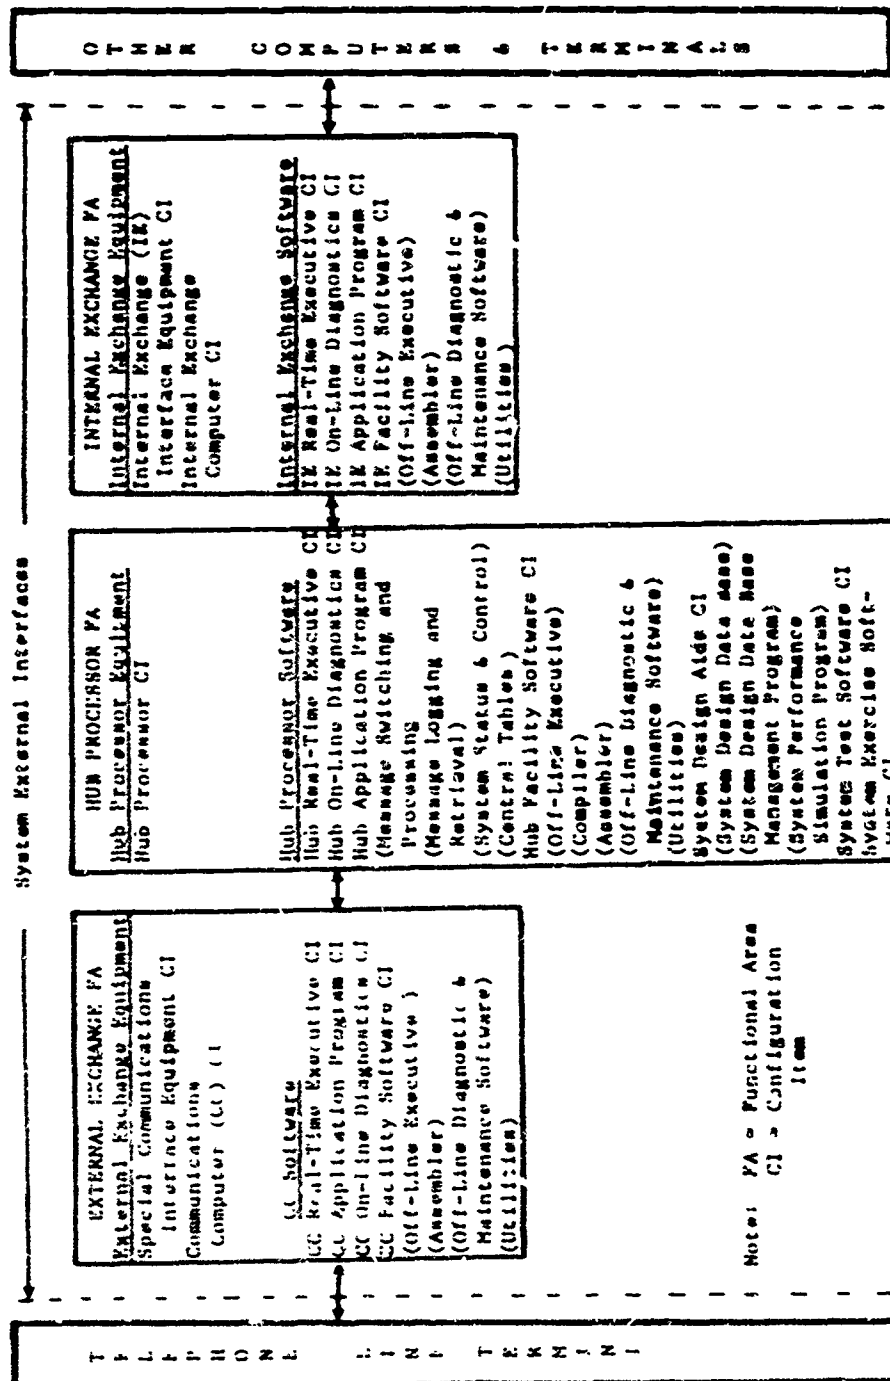 System External Interfaces
TELEPHONE LINE TERMINI
EXTERNAL EXCHANGE FA
External Exchange Equipment
Special Communications
Interface Equipment CI
Communications
Computer (CC) CI
CC Software
CC Real-Time Executive CI
CC Application Program CI
CC On-Line Diagnostics CI
CC Facility Software CI
(Off-Line Executive)
(Assembler)
(Off-Line Diagnostic &
Maintenance Software)
(Utilities)
HUB PROCESSOR FA
Hub Processor Equipment
Hub Processor CI
Hub Processor Software
Hub Real-Time Executive CI
Hub On-Line Diagnostics CI
Hub Application Program CI
(Message Switching and
Processing
(Message Logging and
Retrieval)
(System Status & Control)
(Central Tables)
Hub Facility Software CI
(Off-Line Executive)
(Compiler)
(Assembler)
(Off-Line Diagnostic &
Maintenance Software)
(Utilities)
System Design Aids CI
(System Design Data Base)
(System Design Data Base
Management Program)
(System Performance
Simulation Program)
System Test Software CI
System Exercise Soft-
ware CI
INTERNAL EXCHANGE FA
Internal Exchange Equipment
Internal Exchange (IE)
Interface Equipment CI
Internal Exchange
Computer CI
Internal Exchange Software
IE Real-Time Executive CI
IE On-Line Diagnostics CI
IE Application Program CI
IE Facility Software CI
(Off-Line Executive)
(Assembler)
(Off-Line Diagnostic &
Maintenance Software)
(Utilities)
OTHER COMPUTERS & TERMINALS
Note: FA = Functional Area
CI = Configuration
Item